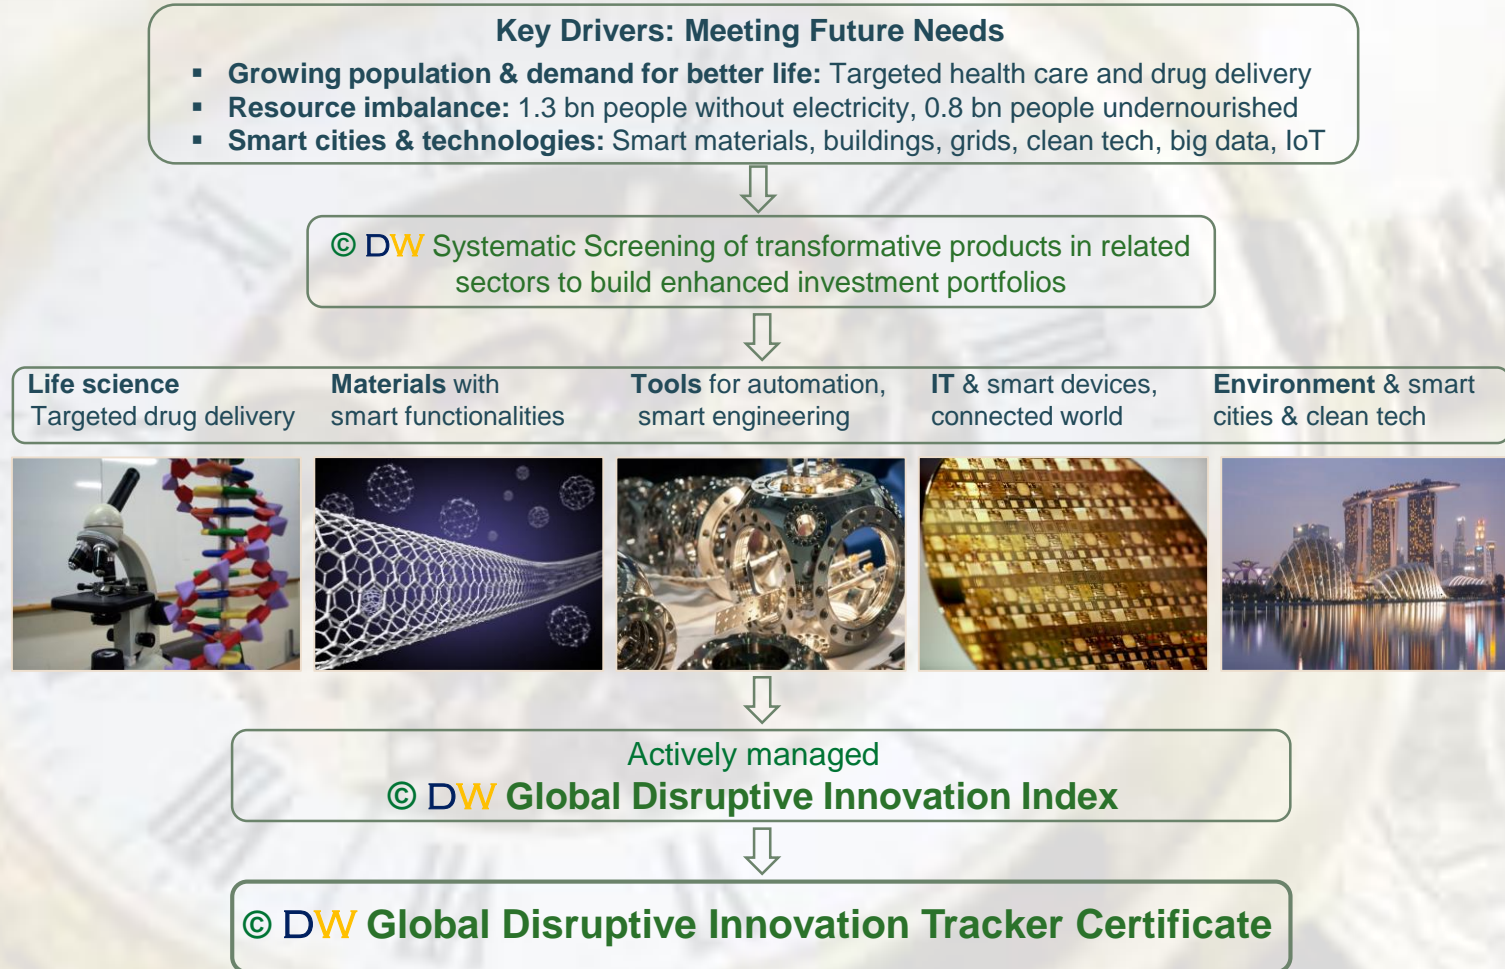 Key Drivers: Meeting Future Needs
▪ Growing population & demand for better life: Targeted health care and drug delivery
▪ Resource imbalance: 1.3 bn people without electricity, 0.8 bn people undernourished
▪ Smart cities & technologies: Smart materials, buildings, grids, clean tech, big data, IoT
© DW Systematic Screening of transformative products in related
sectors to build enhanced investment portfolios
Life science
Targeted drug delivery
Materials with
smart functionalities
Tools for automation,
smart engineering
IT & smart devices,
connected world
Environment & smart
cities & clean tech
Actively managed
© DW Global Disruptive Innovation Index
© DW Global Disruptive Innovation Tracker Certificate